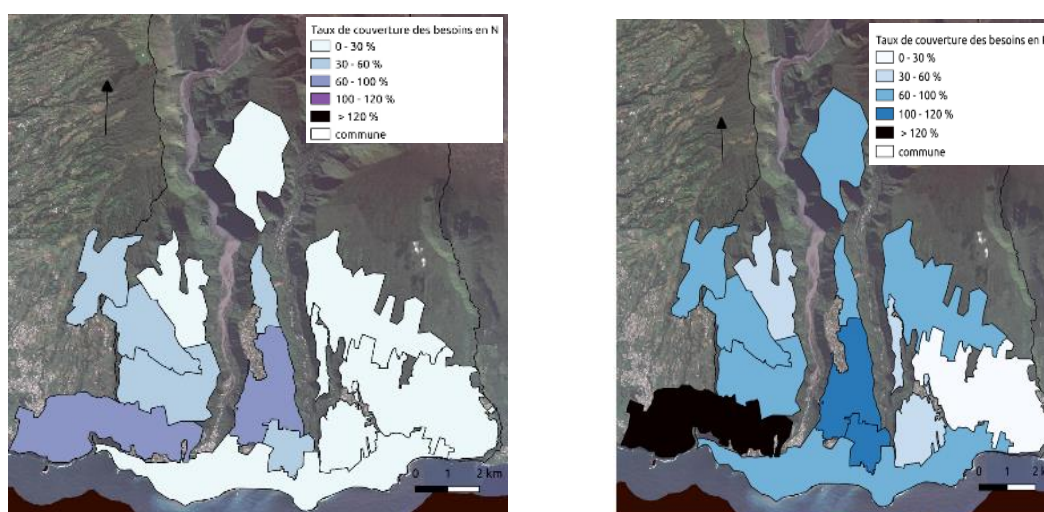 Taux de couverture des besoins en N
0 - 30 %
30 - 60 %
60 - 100 %
100 - 120 %
> 120 %
commune
0 1 2 km
Taux de couverture des besoins en
0 - 30 %
30 - 60 %
60 - 100 %
100 - 120 %
> 120 %
commune
0 1 2